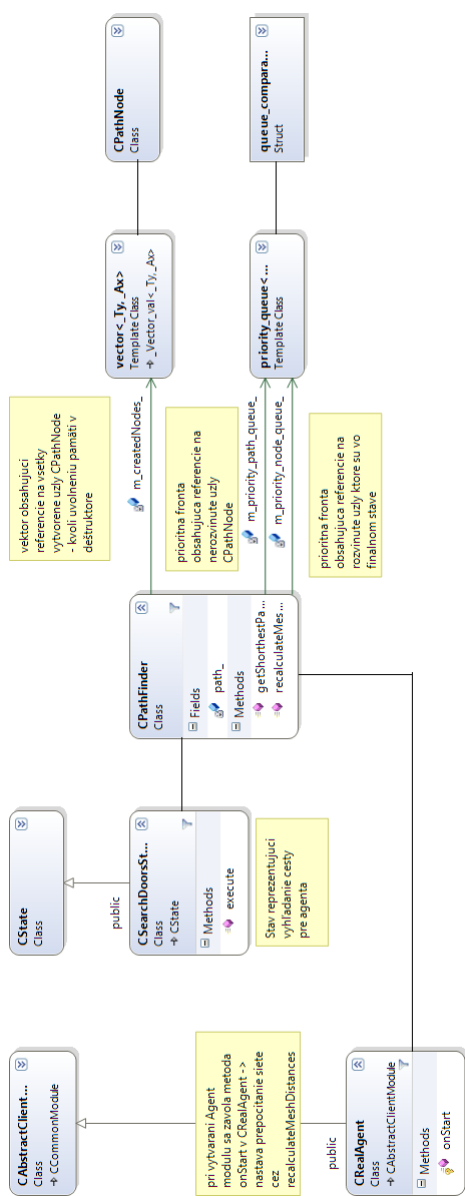 CAbstractClient...
Class
CCommonModule
pri vytvarani Agent
modulu sa zavola metoda
onStart v CRealAgent ->
nastava prepocitanie siete
cez
recalculateMeshDistances
public
CRealAgent
Class
CAbstractClientModule
Methods
onStart
CState
Class
public
CSearchDoorsSt...
Class
CState
Methods
execute
Stav reprezentujuci
vyhľadanie cesty
pre agenta
CPathFinder
Class
Fields
path_
Methods
getShorthestPa...
recalculateMes...
vektor obsahujuci
referencie na vsetky
vytvorene uzly CPathNode
- kvoli uvolneniu pamäti v
deštruktore
m_createdNodes_
prioritna fronta
obsahujuca referencie na
nerozvinute uzly
CPathNode
m_priority_path_queue_
m_priority_node_queue_
prioritna fronta
obsahujuca referencie na
rozvinute uzly ktore su vo
finalnom stave
vector<_Ty,_Ax>
Template Class
_Vector_val<_Ty,_Ax>
priority_queue<...
Template Class
CPathNode
Class
queue_compara...
Struct